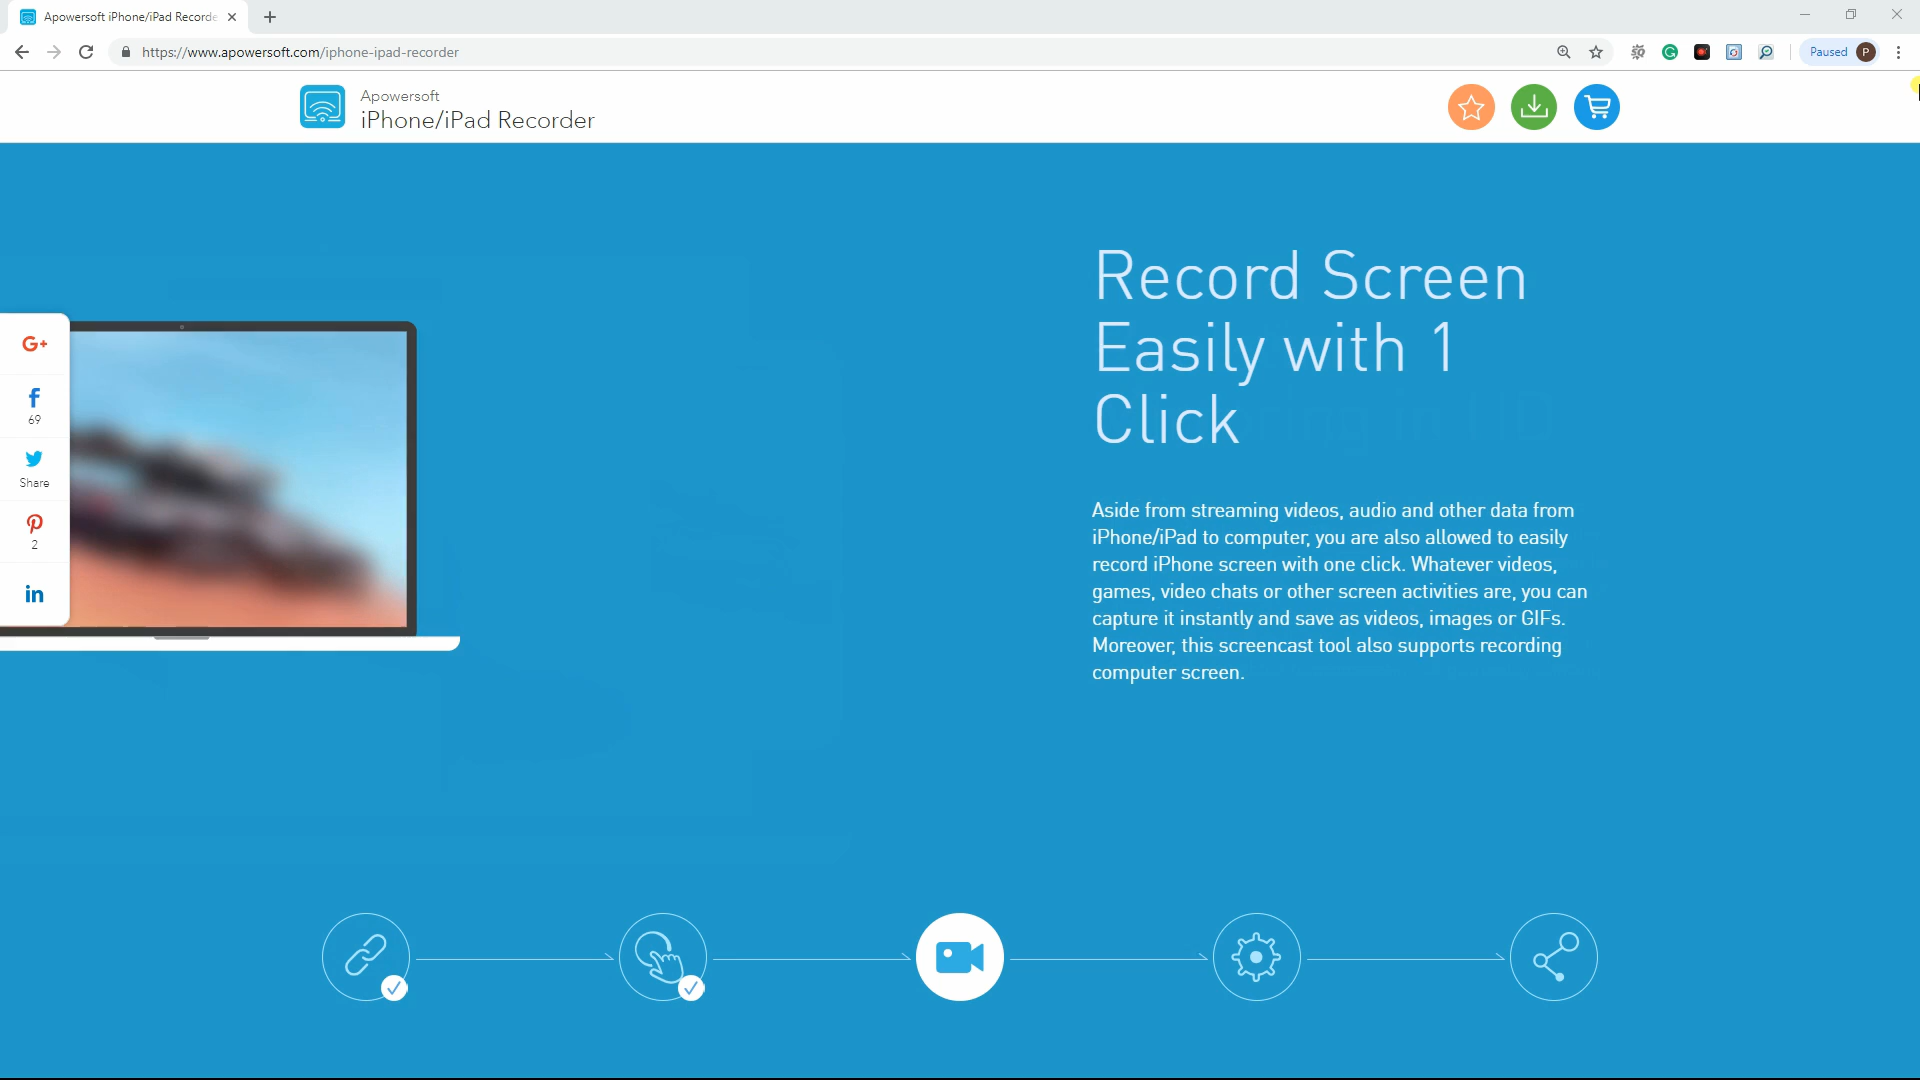 Apowersoft iPhone/iPad Recorde
https://www.apowersoft.com/iphone-ipad-recorder
Paused
P
Apowersoft
iPhone/iPad Recorder
Record Screen
Easily with 1
Click
G+
f
69
Share
2
in
Aside from streaming videos, audio and other data from
iPhone/iPad to computer, you are also allowed to easily
record iPhone screen with one click. Whatever videos,
games, video chats or other screen activities are, you can
capture it instantly and save as videos, images or GIFs.
Moreover, this screencast tool also supports recording
computer screen.